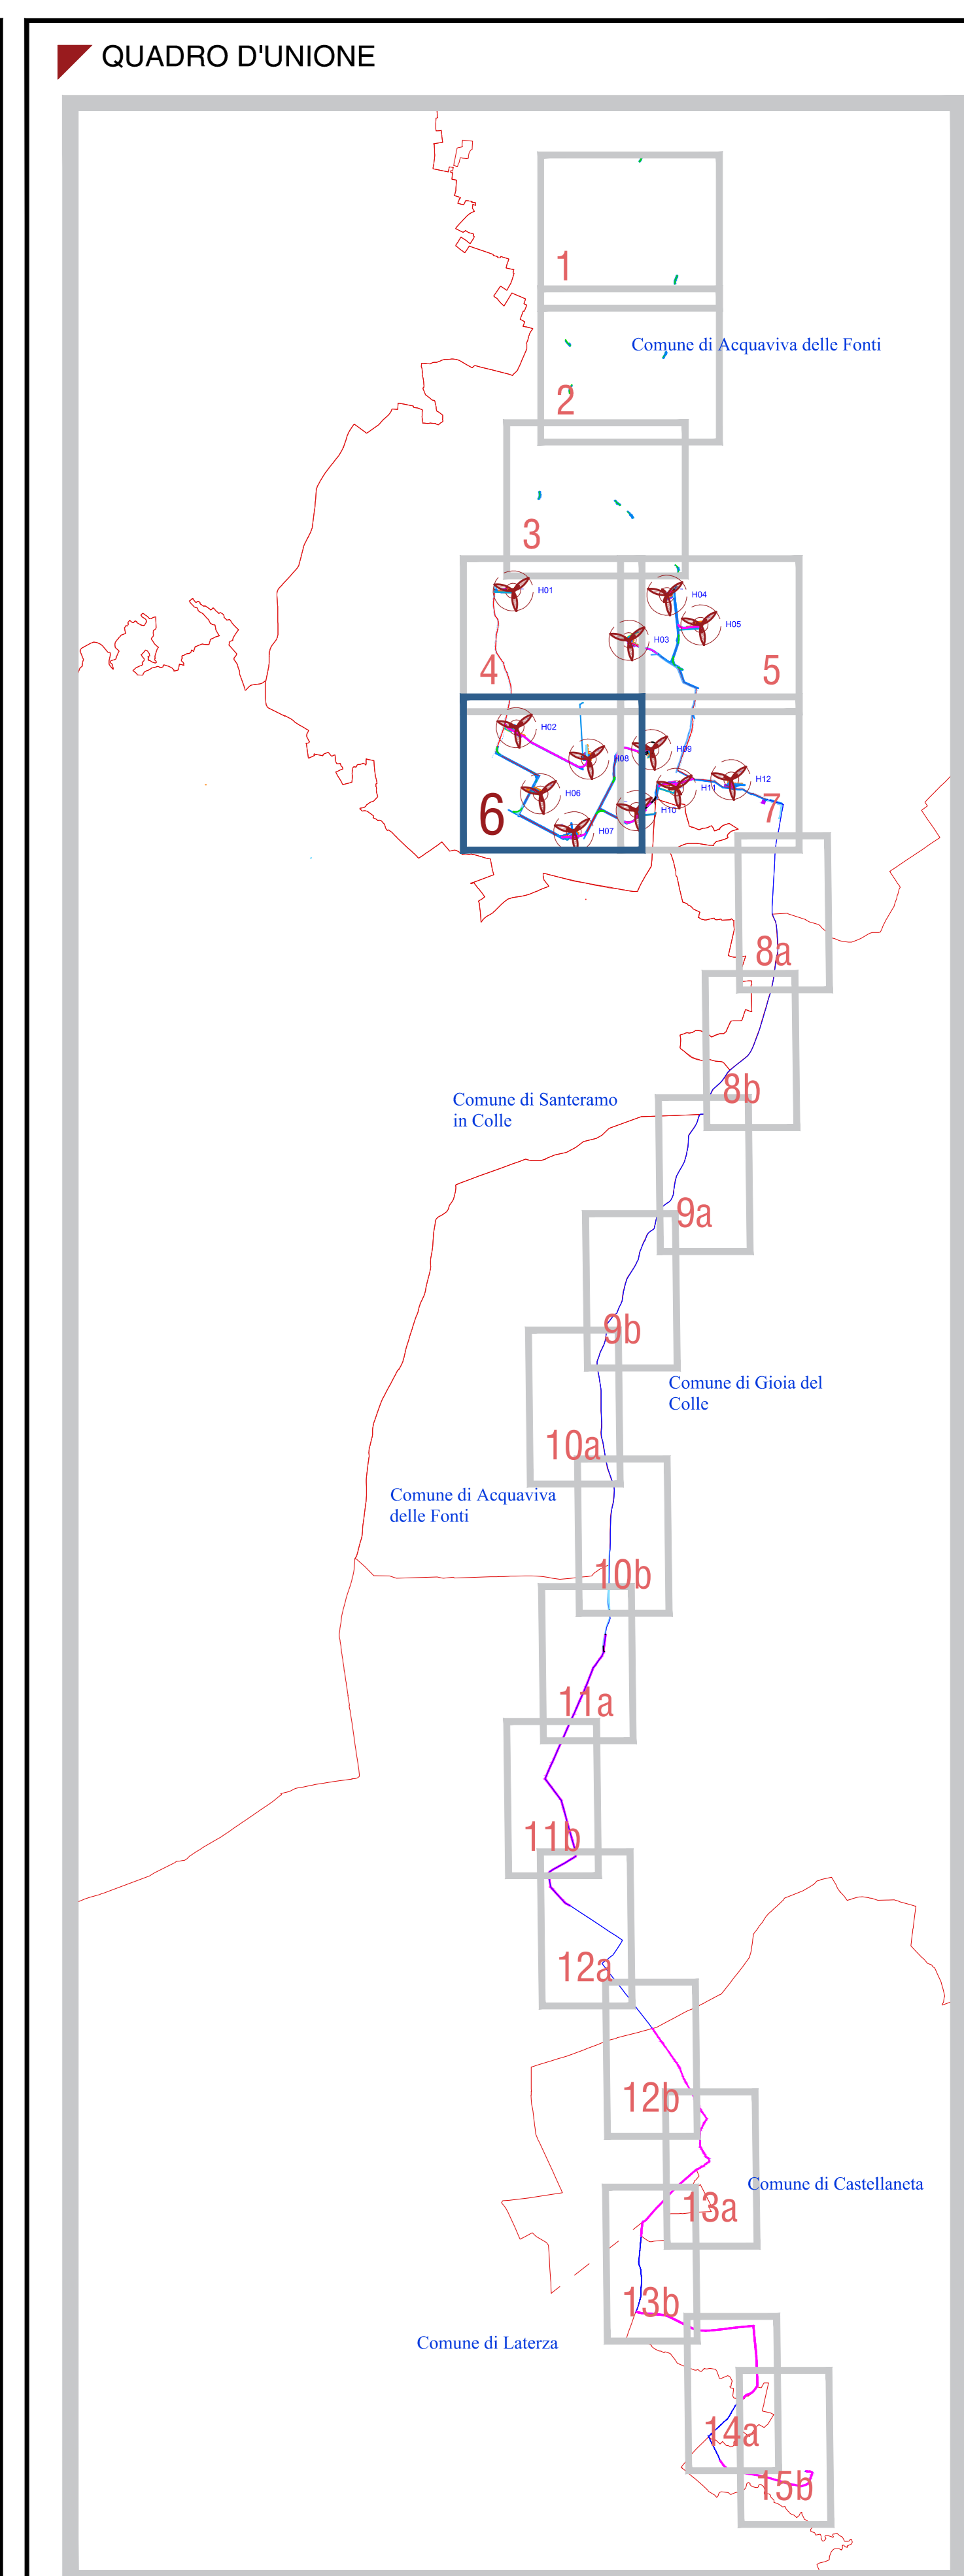 QUADRO D'UNIONE
1
Comune di Acquaviva delle Fonti
2
3
H01
H04
H05
H03
4
5
H02
H09
H08
H12
H11
H06
6
7
H10
H07
8a
8b
Comune di Santeramo
in Colle
9a
9b
Comune di Gioia del
Colle
10a
Comune di Acquaviva
delle Fonti
10b
11a
11b
12a
12b
Comune di Castellaneta
13a
13b
Comune di Laterza
14a
15b